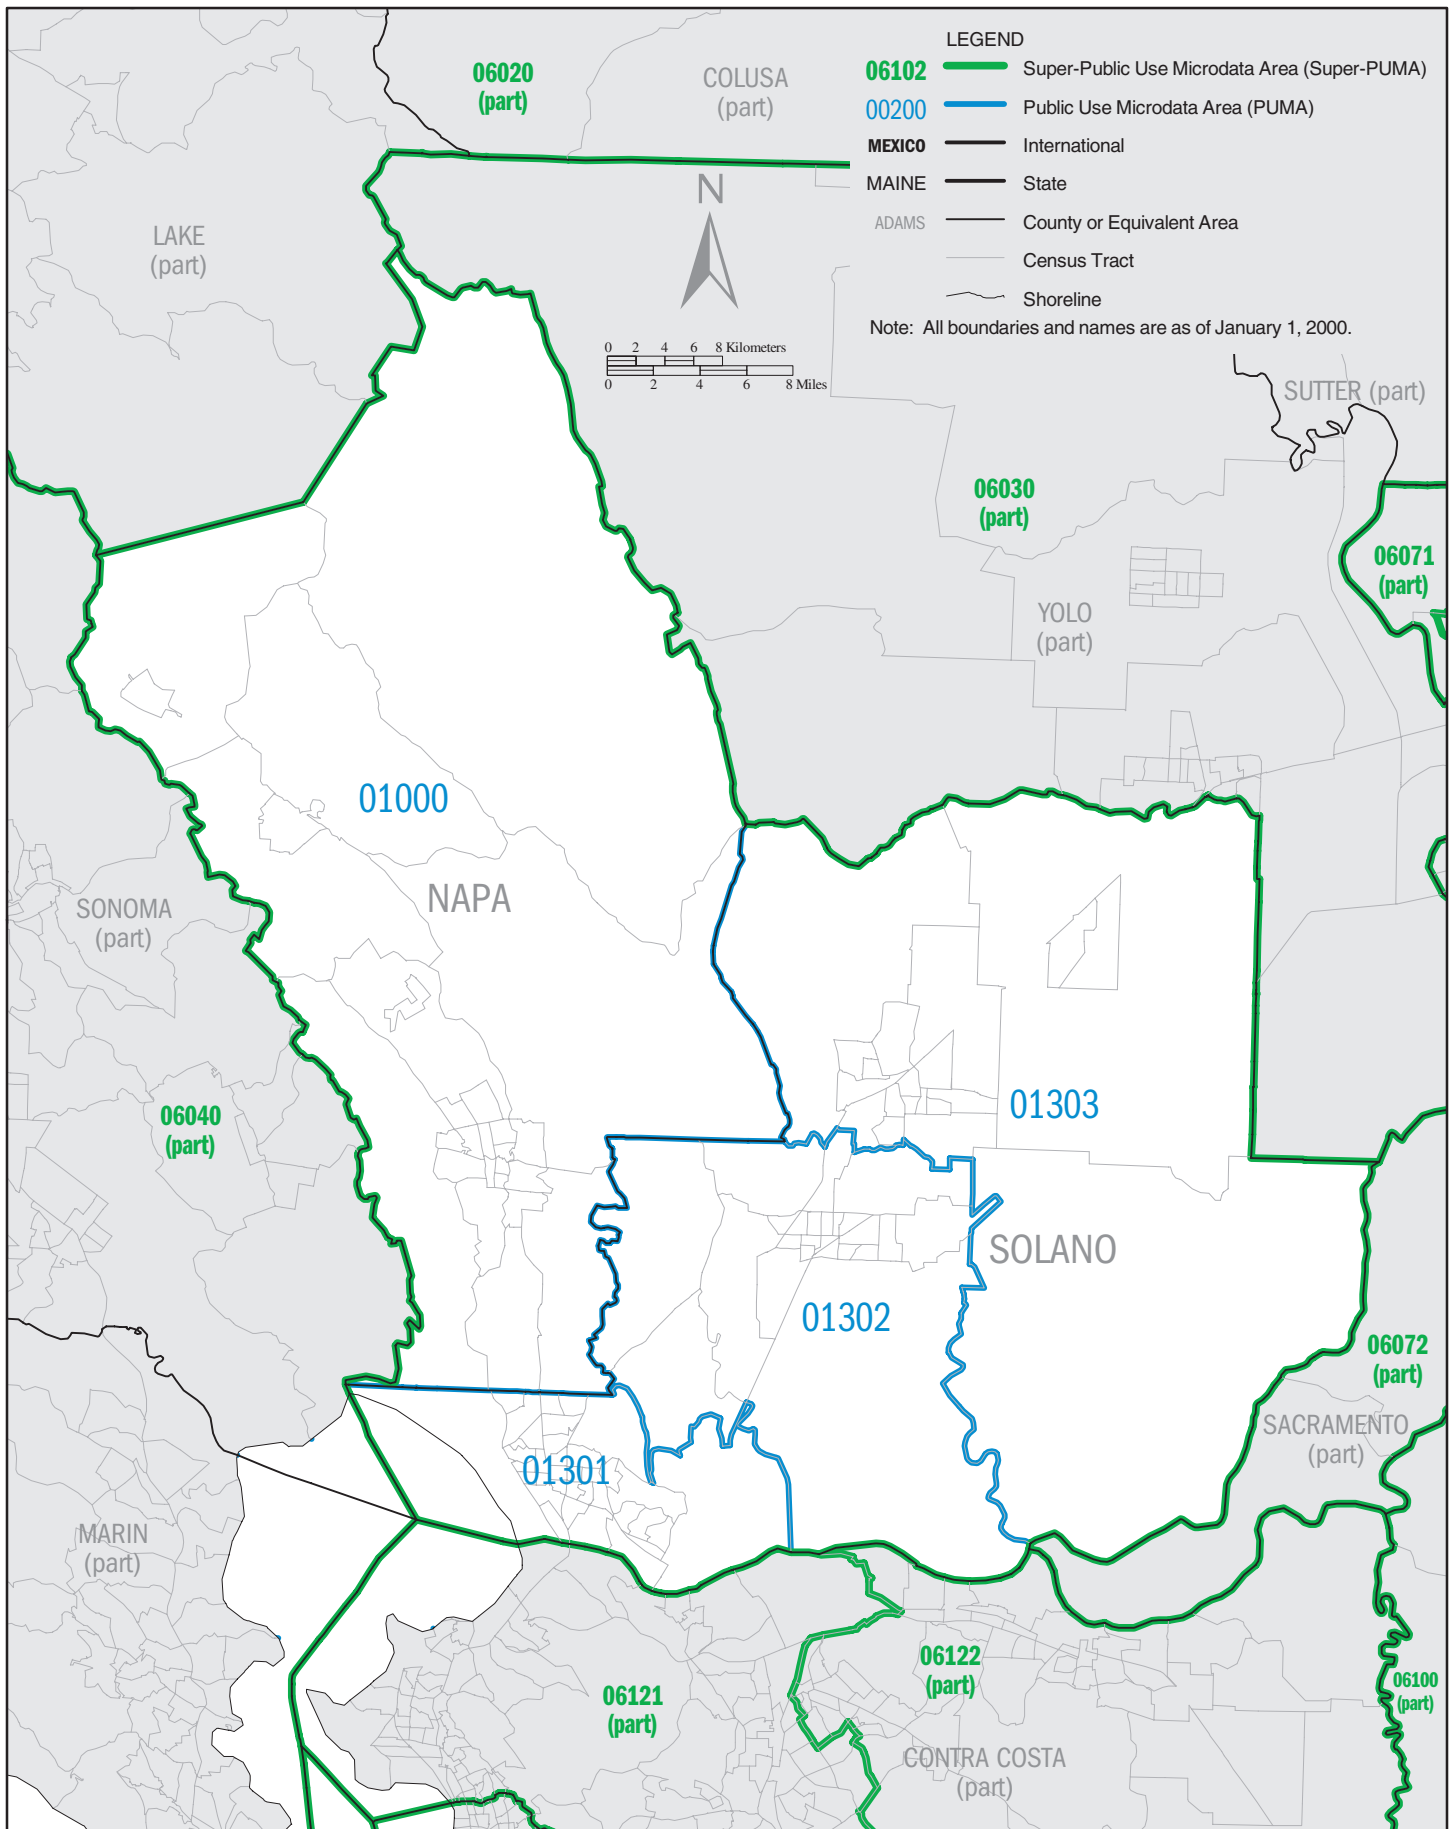 LEGEND
06102 Super-Public Use Microdata Area (Super-PUMA)
00200 Public Use Microdata Area (PUMA)
MEXICO International
MAINE State
ADAMS County or Equivalent Area
Census Tract
Shoreline
Note: All boundaries and names are as of January 1, 2000.
06020
(part)
COLUSA
(part)
N
LAKE
(part)
0 2 4 6 8 Kilometers
0 2 4 6 8 Miles
SUTTER (part)
06030
(part)
06071
(part)
YOLO
(part)
01000
NAPA
SONOMA
(part)
01303
06040
(part)
SOLANO
01302
06072
(part)
SACRAMENTO
(part)
01301
MARIN
(part)
06122
(part)
06121
(part)
06100
(part)
CONTRA COSTA
(part)